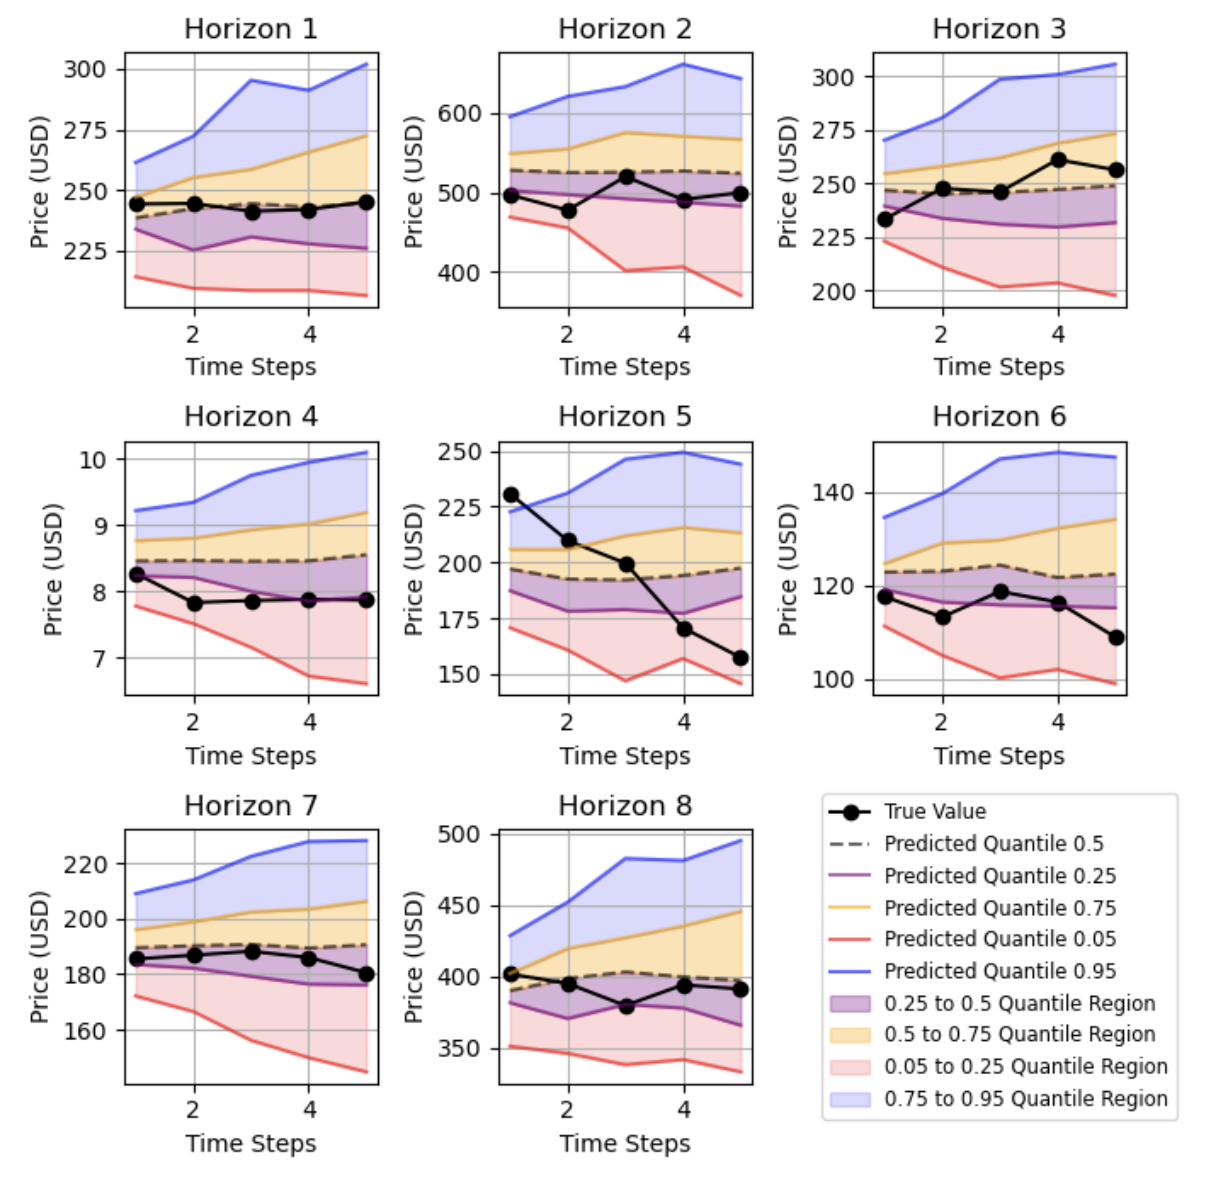 Horizon 1
Price (USD)
300
275
250
225
2
4
Time Steps
Horizon 2
Price (USD)
600
500
400
2
4
Time Steps
Horizon 3
Price (USD)
300
275
250
225
200
2
4
Time Steps
Horizon 4
Price (USD)
10
9
8
7
2
4
Time Steps
Horizon 5
Price (USD)
250
225
200
175
150
2
4
Time Steps
Horizon 6
Price (USD)
140
120
100
2
4
Time Steps
Horizon 7
Price (USD)
220
200
180
160
2
4
Time Steps
Horizon 8
Price (USD)
500
450
400
350
2
4
Time Steps
True Value
Predicted Quantile 0.5
Predicted Quantile 0.25
Predicted Quantile 0.75
Predicted Quantile 0.05
Predicted Quantile 0.95
0.25 to 0.5 Quantile Region
0.5 to 0.75 Quantile Region
0.05 to 0.25 Quantile Region
0.75 to 0.95 Quantile Region